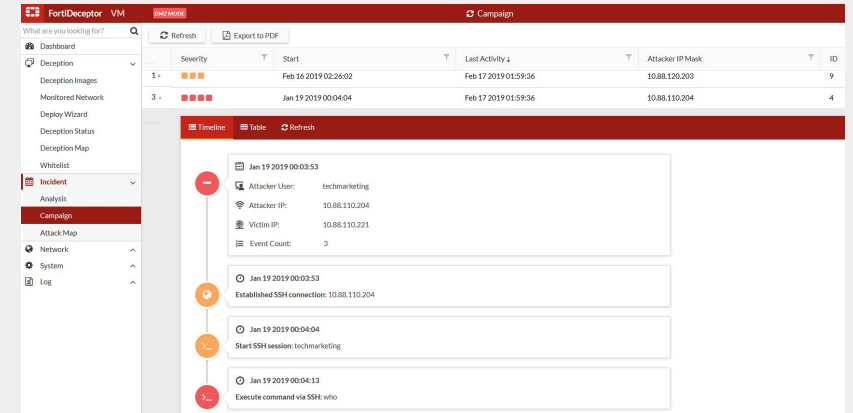 FortiDeceptor VM
DMZ MODE
Campaign
What are you looking for?
Refresh
Export to PDF
Dashboard
Deception
Deception Images
Monitored Network
Deploy Wizard
Deception Status
Deception Map
Whitelist
Incident
Analysis
Campaign
Attack Map
Network
System
Log
Severity Start Last Activity ↓ Attacker IP Mask ID
1 Feb 16 2019 02:26:02 Feb 17 2019 01:59:36 10.88.120.203 9
3 Jan 19 2019 00:04:04 Feb 17 2019 01:59:36 10.88.110.204 4
Timeline Table Refresh
Jan 19 2019 00:03:53
Attacker User: techmarketing
Attacker IP: 10.88.110.204
Victim IP: 10.88.110.221
Event Count: 3
Jan 19 2019 00:03:53
Established SSH connection: 10.88.110.204
Jan 19 2019 00:04:04
Start SSH session: techmarketing
Jan 19 2019 00:04:13
Execute command via SSH: who